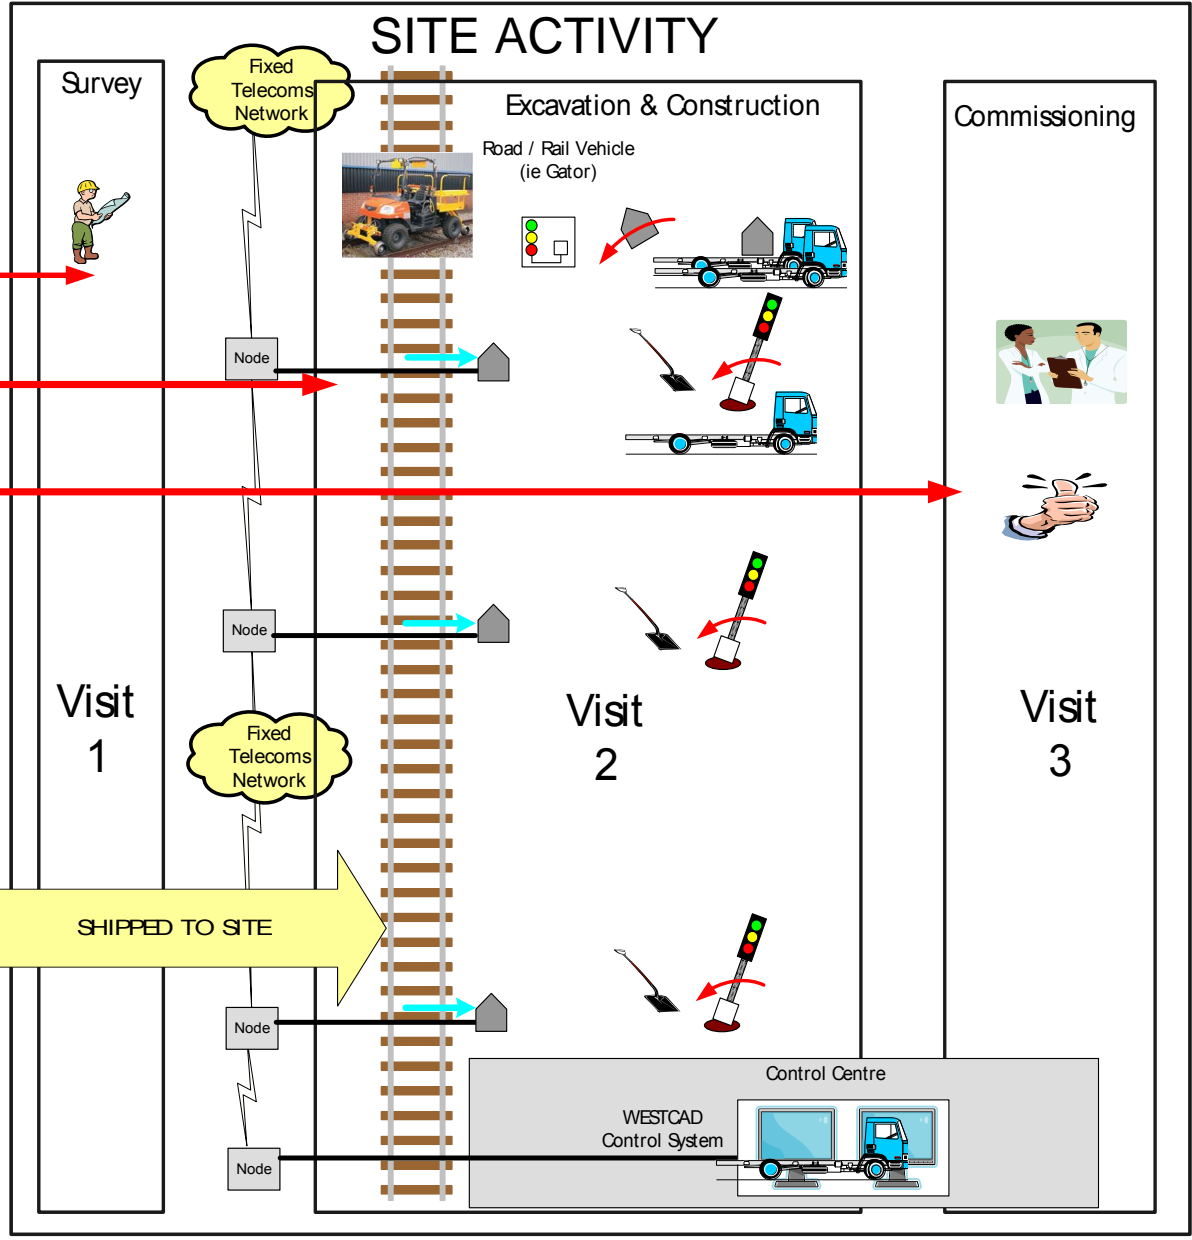 SITE ACTIVITY
Survey
Fixed
Telecoms
Network
Excavation & Construction
Commissioning
Road / Rail Vehicle
(ie Gator)
Node
Node
Visit
1
Visit
2
Visit
3
Fixed
Telecoms
Network
SHIPPED TO SITE
Node
Control Centre
WESTCAD
Control System
Node